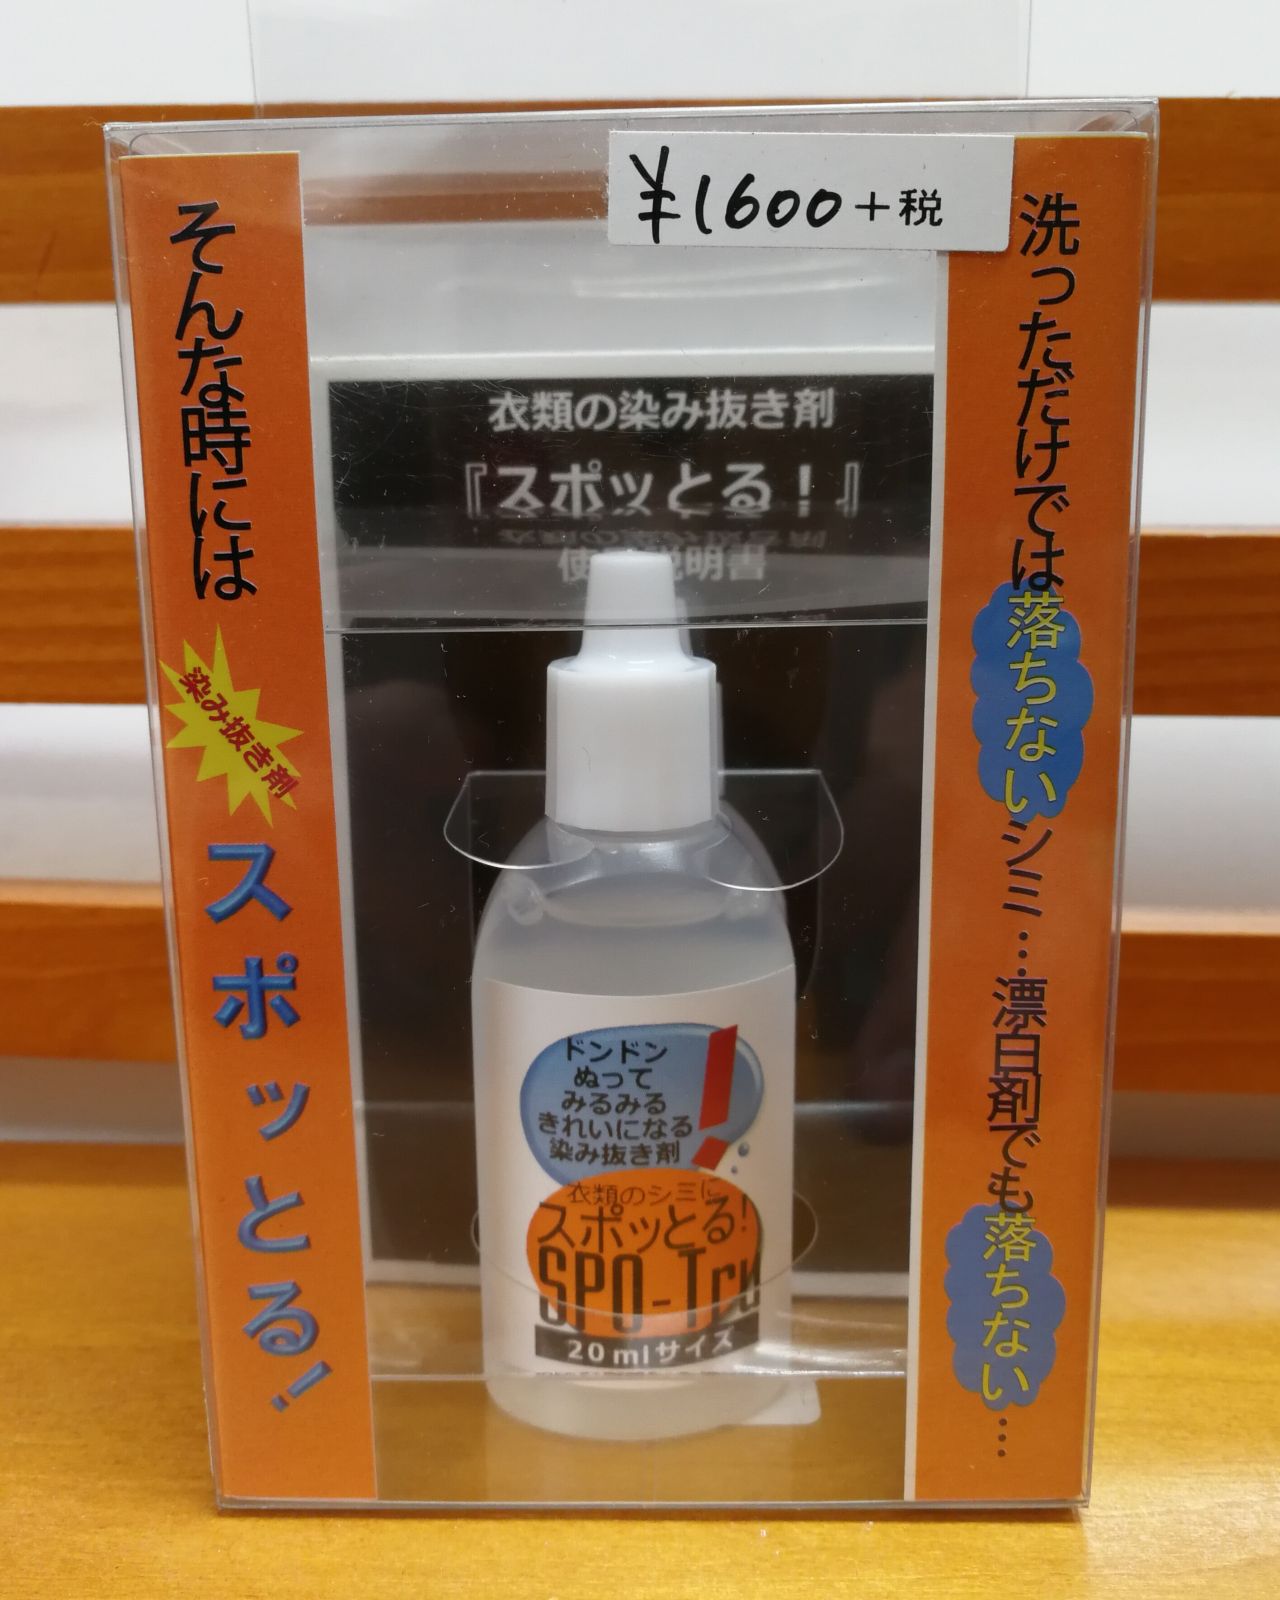 ¥1600+税
洗っただけでは落ちないシミ…漂白剤でも落ちない…
そんな時には
染み抜き剤
スポッとる!
衣類の染み抜き剤
『スポッとる!』
明書
ドンドン
ぬって
みるみる
きれいになる
染み抜き剤
衣類のシミに
スポッとる!
SPO-Tru
20mlサイズ